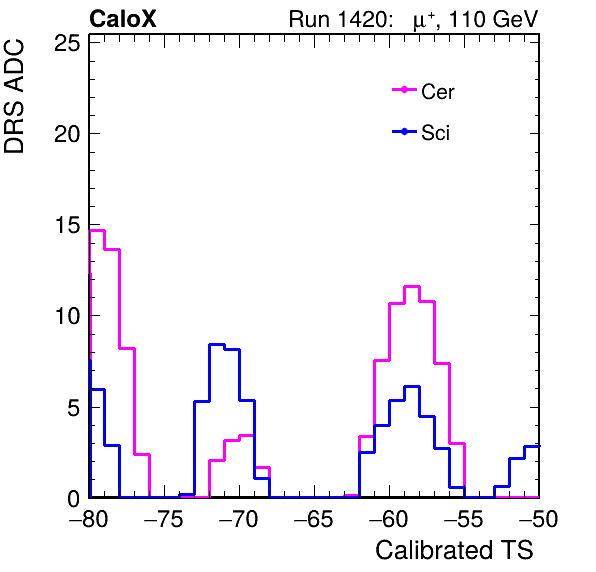 CaloX Run 1420: μ⁺, 110 GeV
DRS ADC
25
20
15
10
5
0
Cer
Sci
−80 −75 −70 −65 −60 −55 −50
Calibrated TS